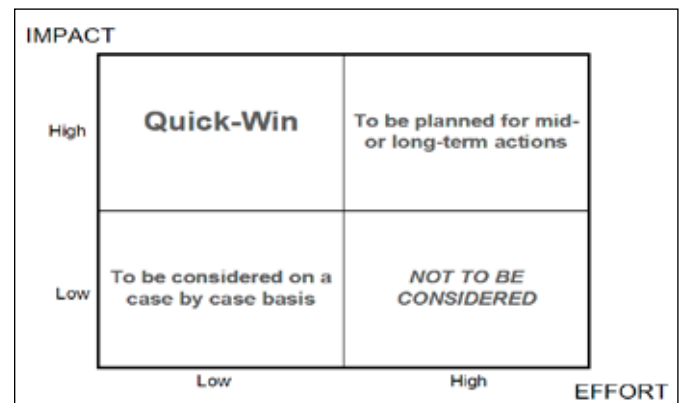 IMPACT
High
Quick-Win
To be planned for mid-
or long-term actions
Low
To be considered on a
case by case basis
NOT TO BE
CONSIDERED
Low
High
EFFORT